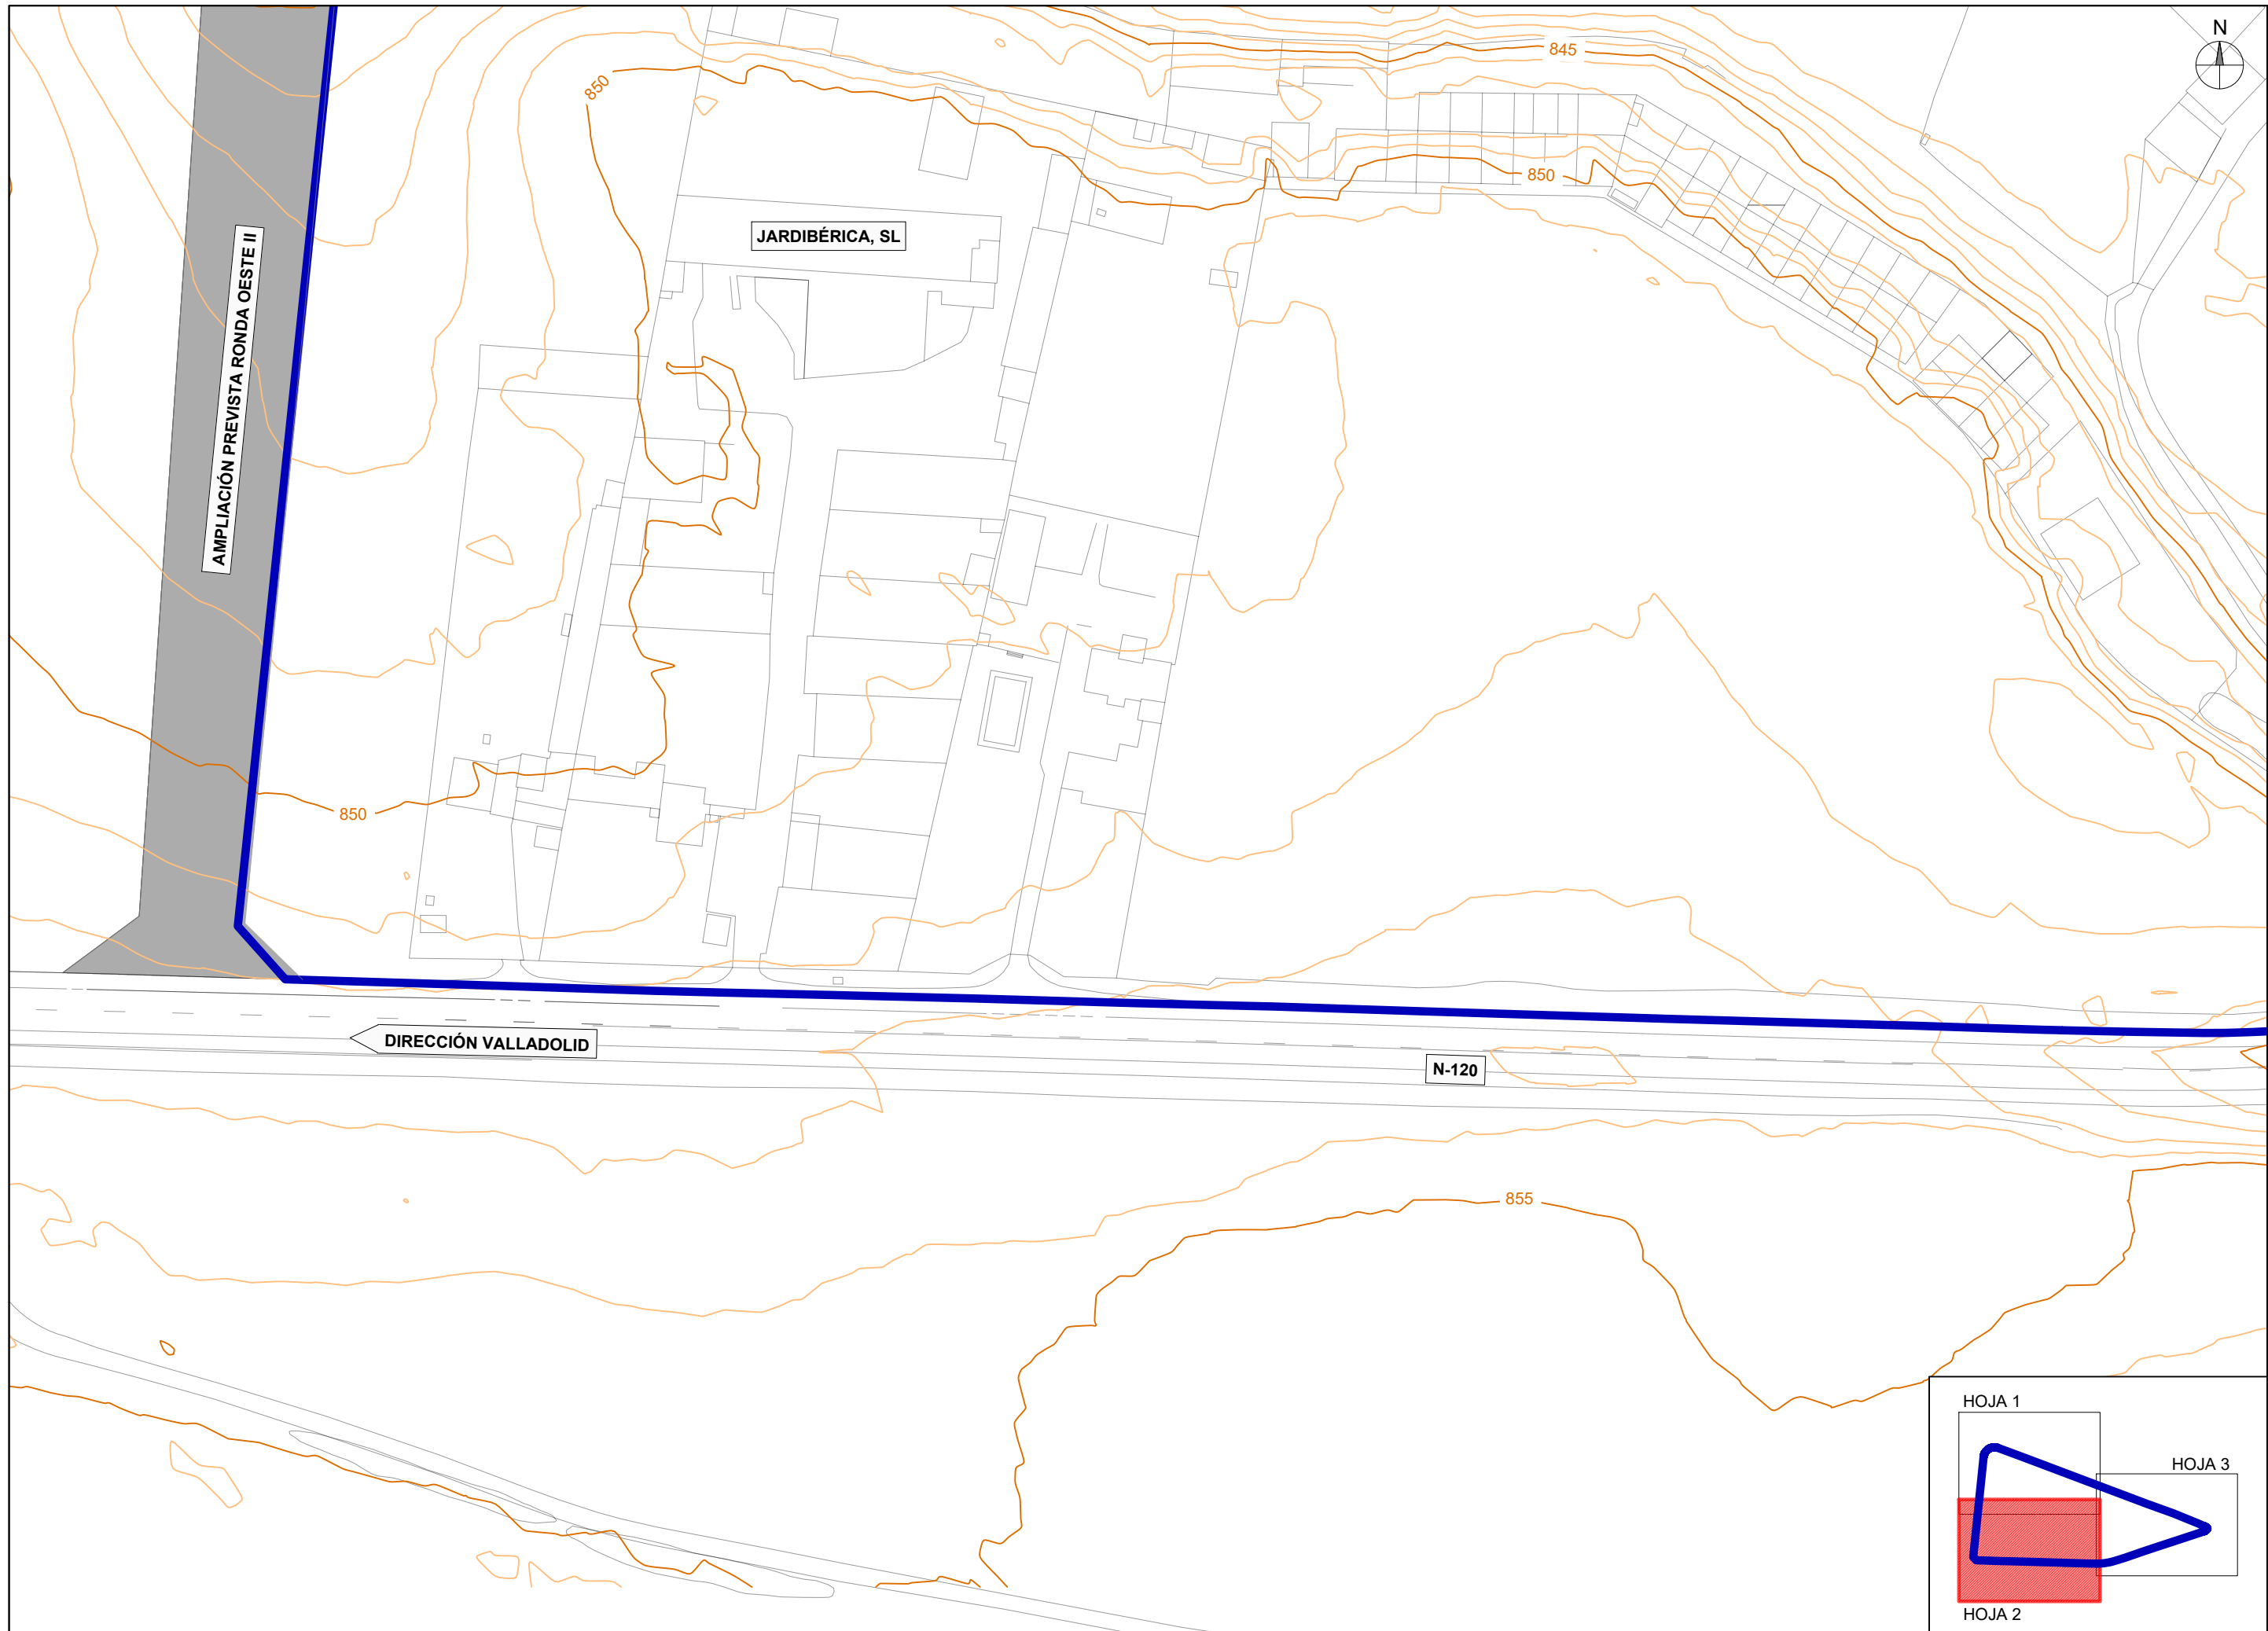 N
845
850
850
JARDIBÉRICA, SL
AMPLIACIÓN PREVISTA RONDA OESTE II
850
DIRECCIÓN VALLADOLID
N-120
855
HOJA 1
HOJA 3
HOJA 2